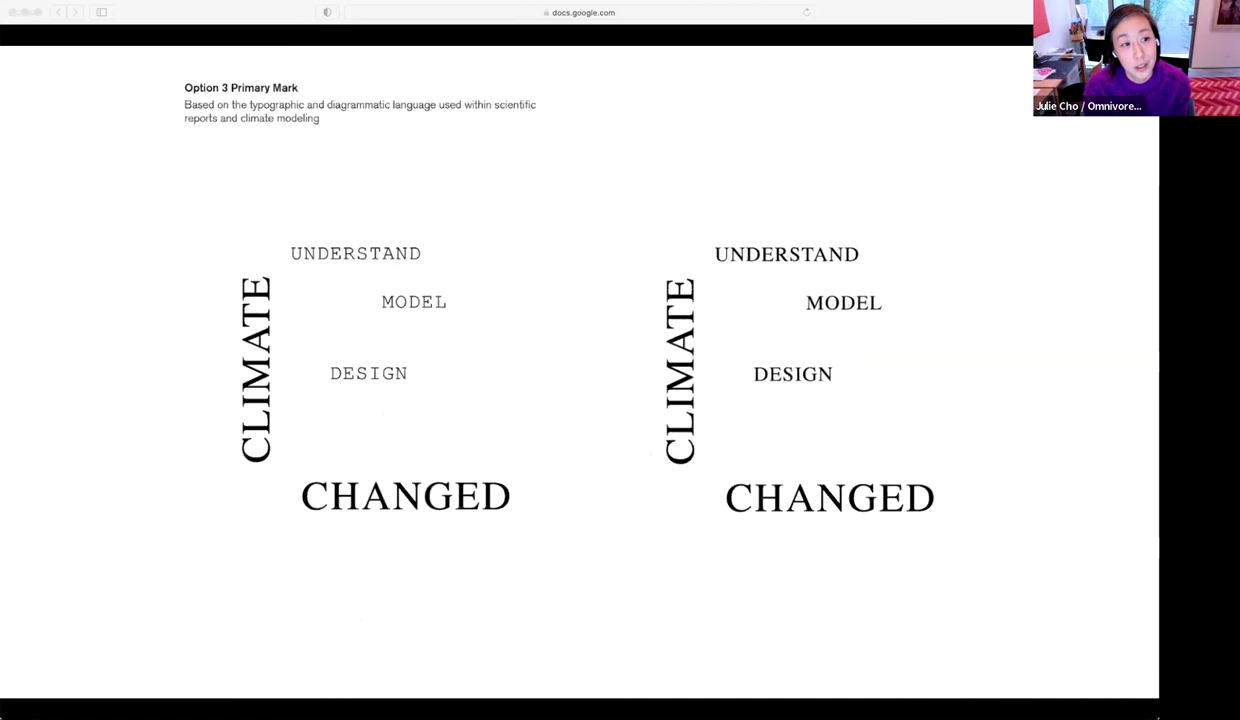 docs.google.com
Option 3 Primary Mark
Based on the typographic and diagrammatic language used within scientific
reports and climate modeling
Julie Cho / Omnivore...
UNDERSTAND
MODEL
DESIGN
CLIMATE
CHANGED
UNDERSTAND
MODEL
DESIGN
CLIMATE
CHANGED